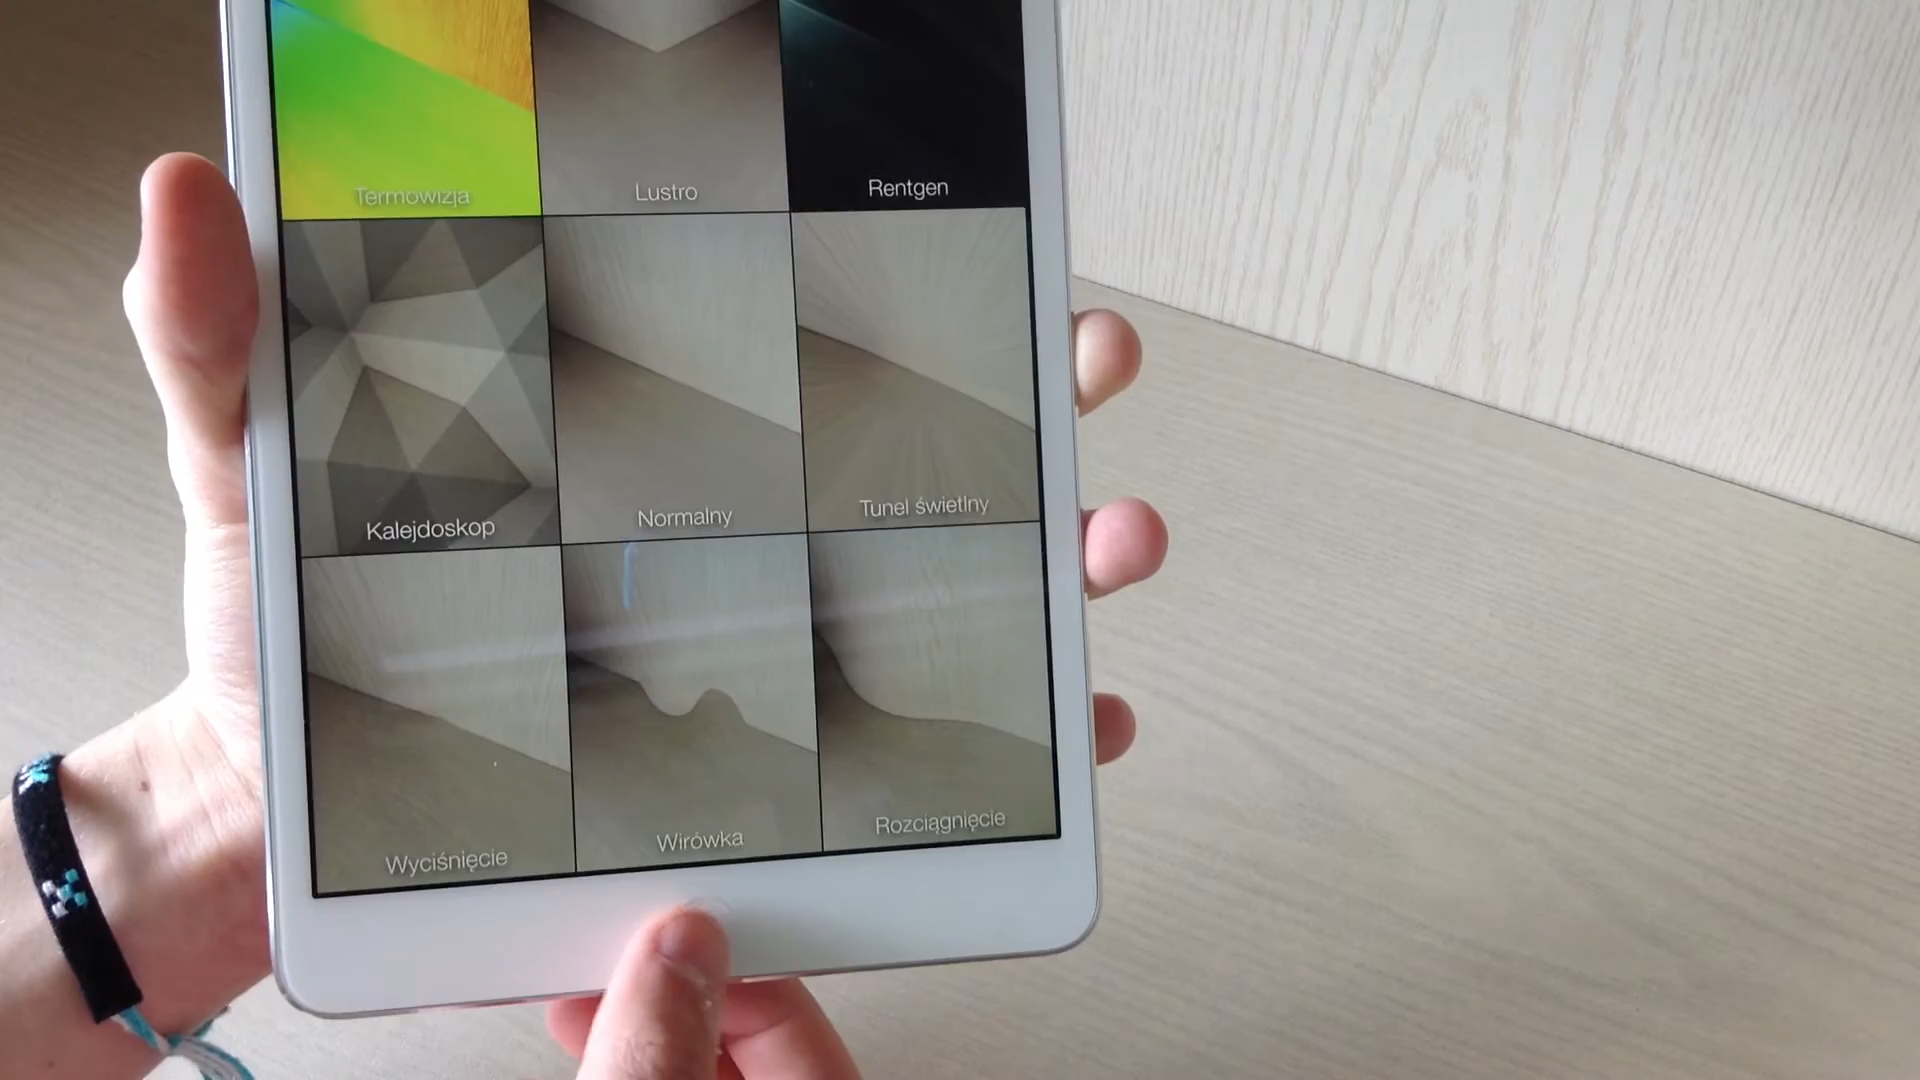 Termowizja
Lustro
Rentgen
Kalejdoskop
Normalny
Tunel świetlny
Wyciśnięcie
Wirówka
Rozciągnięcie